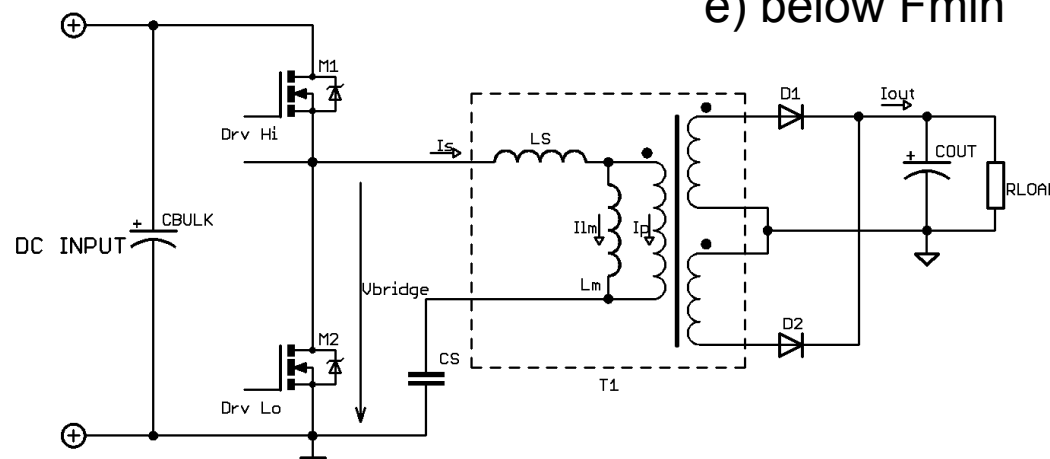 e) below Fmin
M1
Drv Hi
Is
LS
D1
Iout
COUT
+
RLOA
CBULK
+
DC INPUT
Vbridge
Ilm
Ip
Lm
M2
CS
D2
Drv Lo
T1